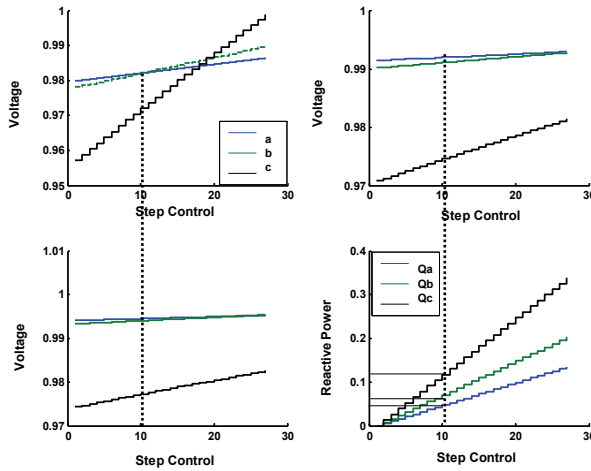 1
0.99
0.98
0.97
0.96
0.95
0
10
20
30
Voltage
Step Control
a
b
c
1
0.99
0.98
0.97
0
10
20
30
Voltage
Step Control
1.01
1
0.99
0.98
0.97
0
10
20
30
Voltage
Step Control
0.4
0.3
0.2
0.1
0
0
10
20
30
Reactive Power
Step Control
Qa
Qb
Qc